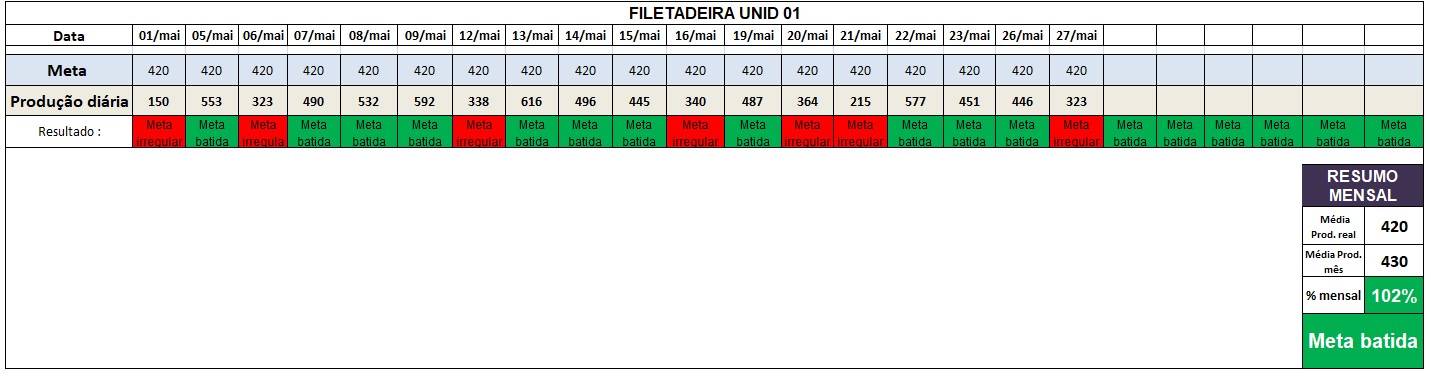 FILETADEIRA UNID 01
Data 01/mai 05/mai 06/mai 07/mai 08/mai 09/mai 12/mai 13/mai 14/mai 15/mai 16/mai 19/mai 20/mai 21/mai 22/mai 23/mai 26/mai 27/mai
Meta 420 420 420 420 420 420 420 420 420 420 420 420 420 420 420 420 420 420
Produção diária 150 553 323 490 532 592 338 616 496 445 340 487 364 215 577 451 446 323
Resultado : Meta irregular Meta batida Meta irregula Meta batida Meta batida Meta batida Meta irregular Meta batida Meta batida Meta batida Meta irregular Meta batida Meta irregular Meta irregular Meta batida Meta batida Meta batida Meta irregular Meta batida Meta batida Meta batida Meta batida Meta batida Meta batida
RESUMO
MENSAL
Média
Prod. real 420
Média Prod.
mês 430
% mensal 102%
Meta batida